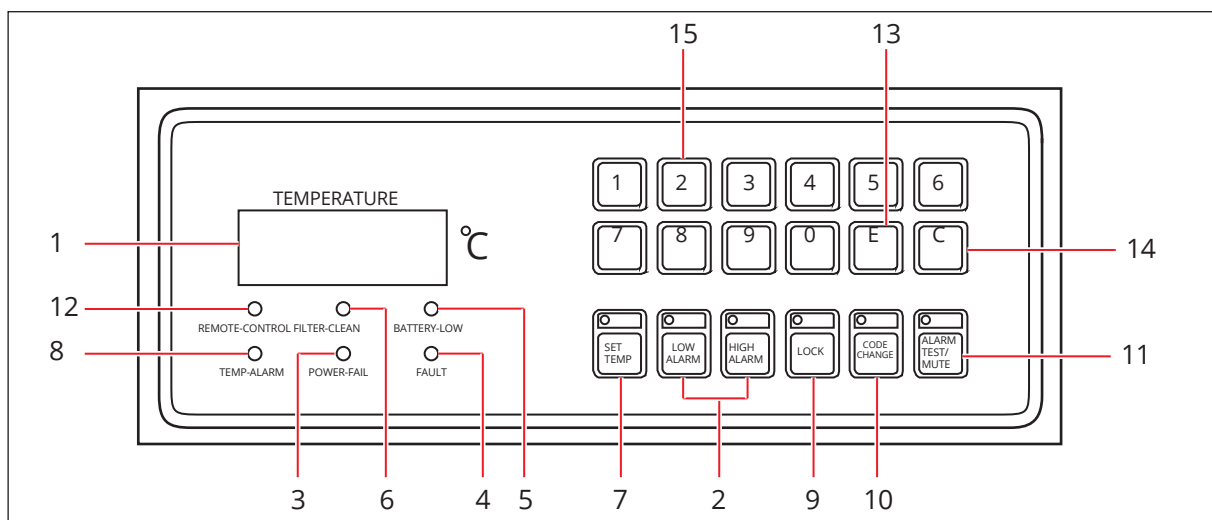 15 13
1 2 3 4 5 6
TEMPERATURE
1 ℃ 7 8 9 0 E C 14
12 REMOTE-CONTROL FILTER-CLEAN BATTERY-LOW
8 TEMP-ALARM POWER-FAIL FAULT
SET
TEMP
LOW
ALARM
HIGH
ALARM
LOCK
CODE
CHANGE
ALARM
TEST/
MUTE
11
3 6 4 5 7 2 9 10